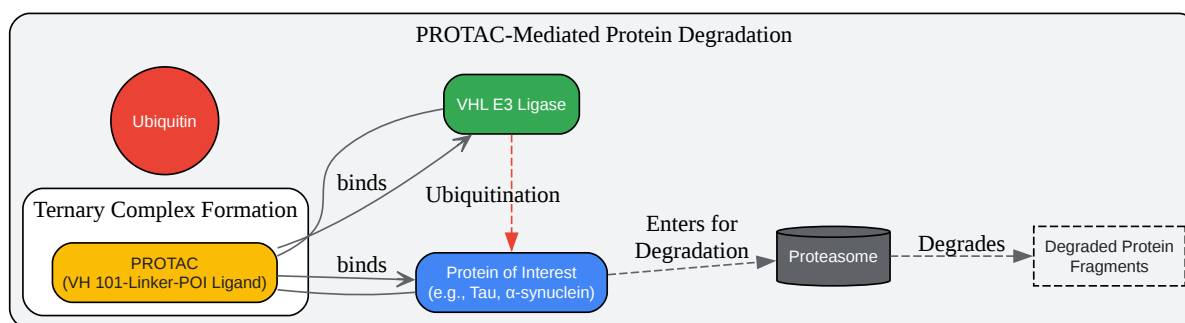 PROTAC-Mediated Protein Degradation
Ubiquitin
VHL E3 Ligase
binds
Ubiquitination
Ternary Complex Formation
PROTAC
(VH 101-Linker-POI Ligand)
binds
Protein of Interest
(e.g., Tau, α-synuclein)
Enters for
Degradation
Proteasome
Degrades
Degraded Protein
Fragments